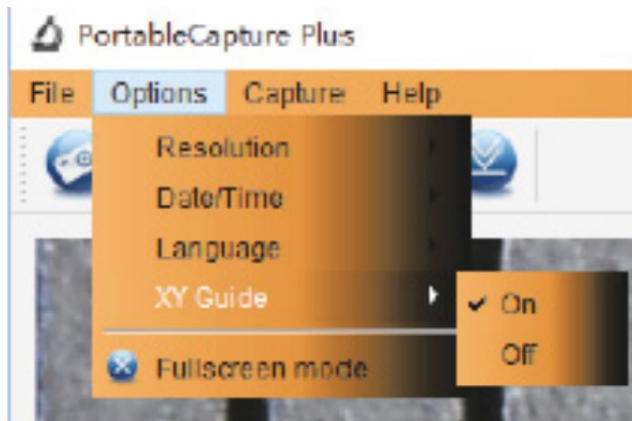 PortableCapture Plus
File Options Capture Help
Resolution
Date/Time
Language
XY Guide
On
Off
Fullscreen mode